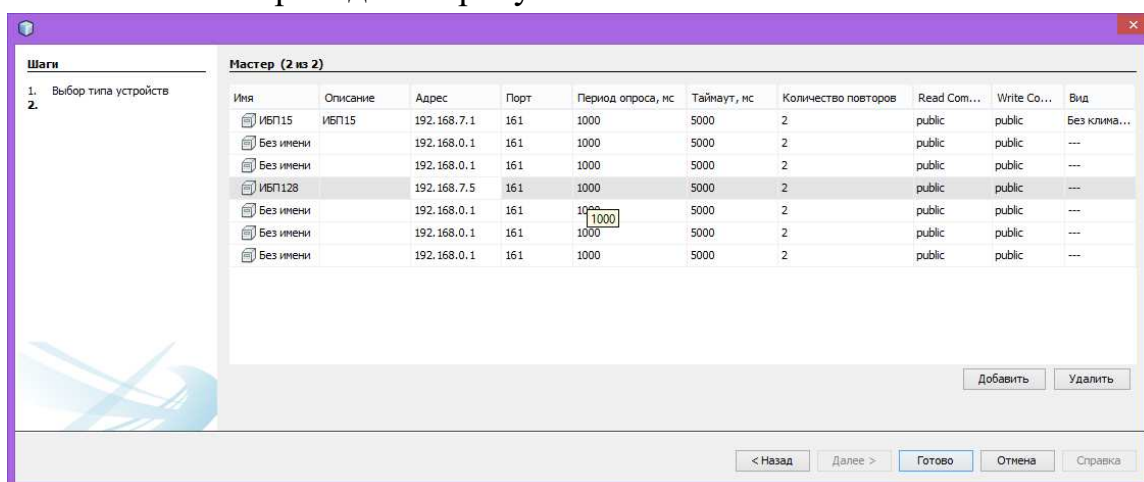 Шаги
1. Выбор типа устройств
2.
Мастер (2 из 2)
Имя Описание Адрес Порт Период опроса, мс Таймаут, мс Количество повторов Read Com... Write Co... Вид
ИБП15 ИБП15 192.168.7.1 161 1000 5000 2 public public Без клима...
Без имени 192.168.0.1 161 1000 5000 2 public public ---
Без имени 192.168.0.1 161 1000 5000 2 public public ---
ИБП128 192.168.7.5 161 1000 5000 2 public public ---
Без имени 192.168.0.1 161 5000 2 public public ---
1000
Без имени 192.168.0.1 161 1000 5000 2 public public ---
Без имени 192.168.0.1 161 1000 5000 2 public public ---
Добавить Удалить
< Назад Далее > Готово Отмена Справка